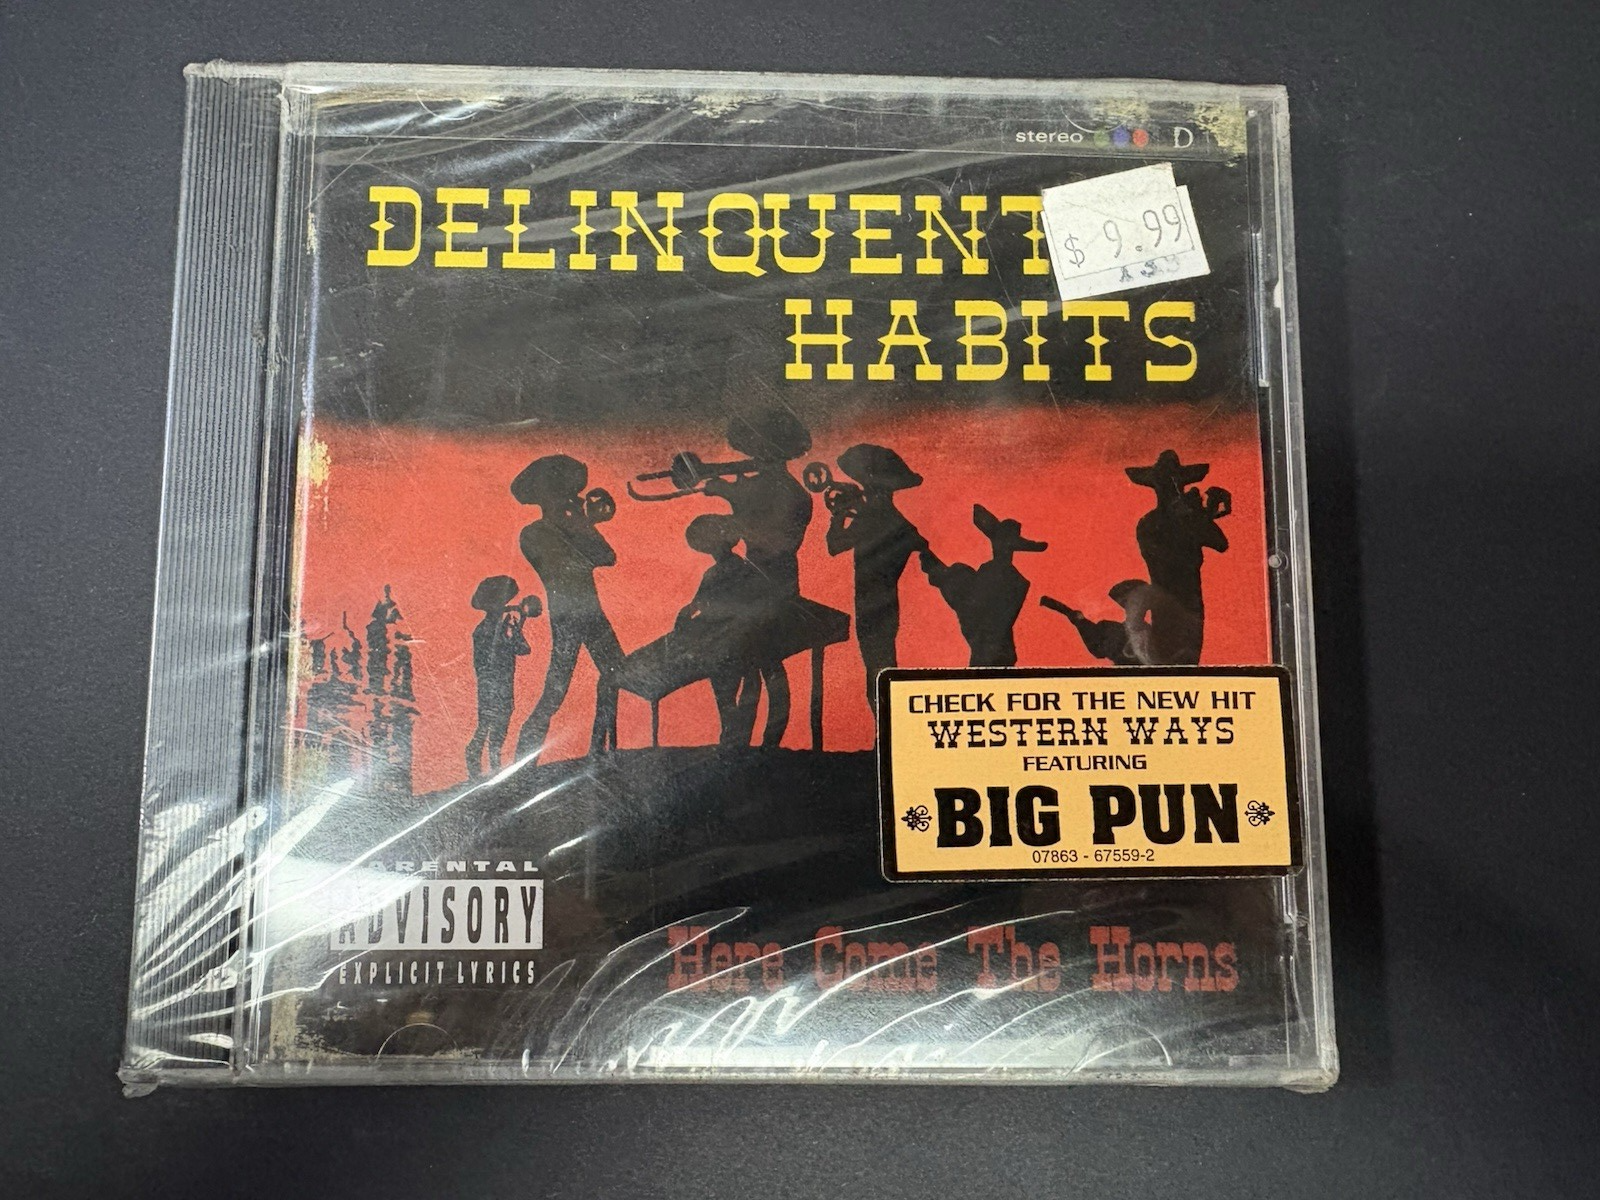 stereo D
DELINQUENT
HABITS
$ 9.99
CHECK FOR THE NEW HIT
WESTERN WAYS
FEATURING
BIG PUN
07863 - 67559-2
PARENTAL
ADVISORY
EXPLICIT LYRICS
Here Come The Horns